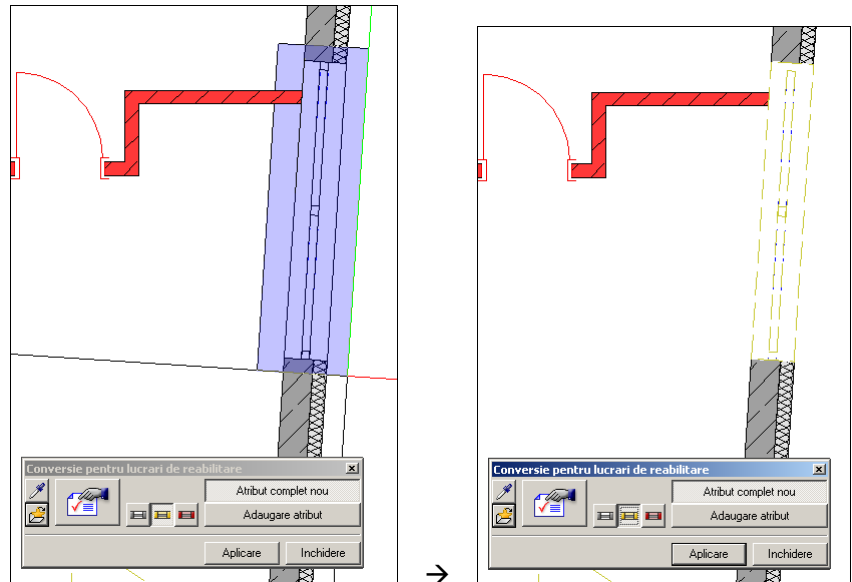 Conversie pentru lucrari de reabilitare
Atribut complet nou
Adaugare atribut
Aplicare
Inchidere
→
Conversie pentru lucrari de reabilitare
Atribut complet nou
Adaugare atribut
Aplicare
Inchidere